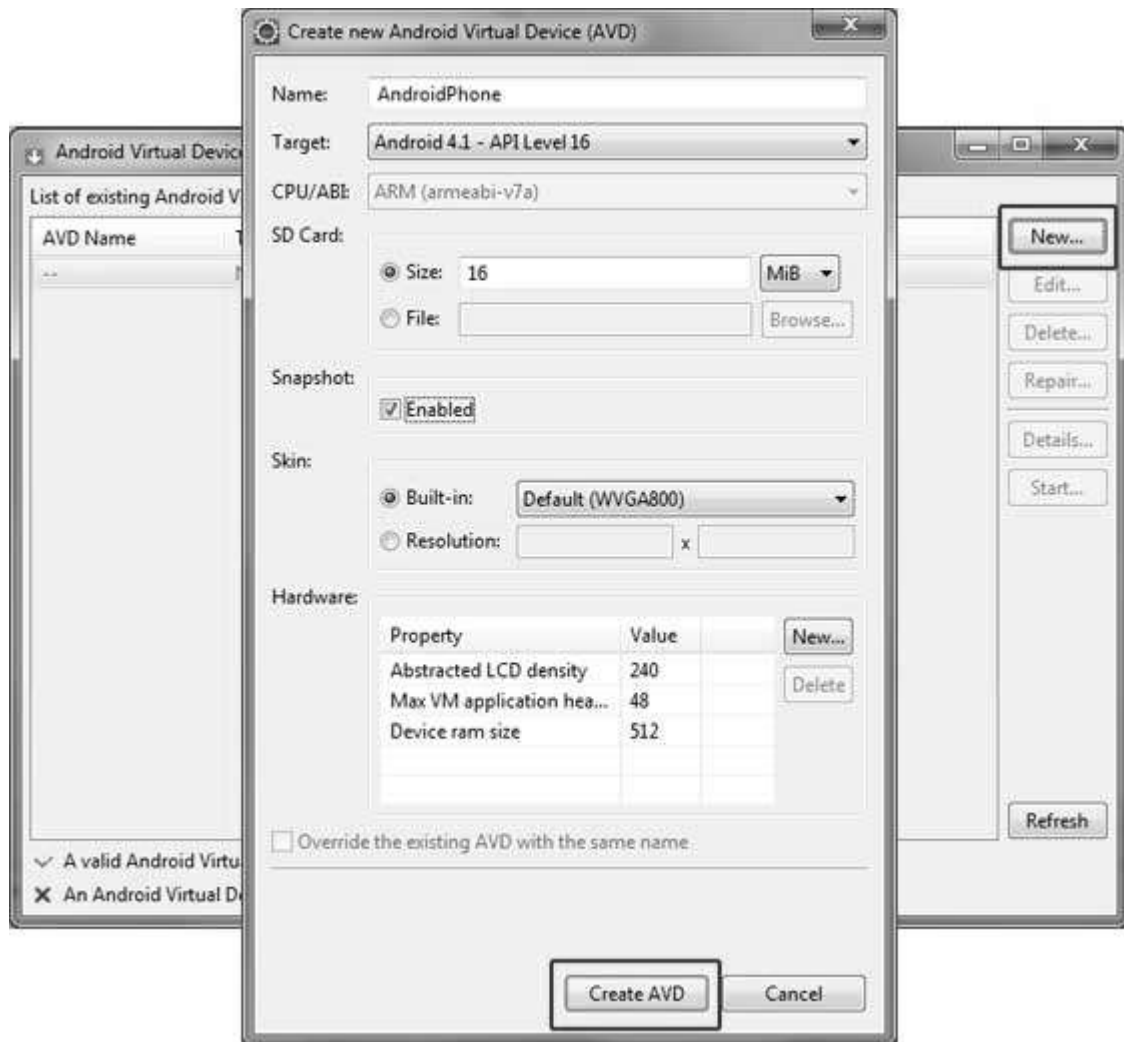 Create new Android Virtual Device (AVD)
Name: AndroidPhone
Target: Android 4.1 - API Level 16
CPU/ABI: ARM (armeabi-v7a)
SD Card:
Size: 16 MiB
File: Browse...
Snapshot:
Enabled
Skin:
Built-in: Default (WVGA800)
Resolution: x
Hardware:
Property Value New...
Abstracted LCD density 240
Delete
Max VM application hea... 48
Device ram size 512
Override the existing AVD with the same name
Create AVD Cancel
Android Virtual Device
List of existing Android V
AVD Name T
-- N
A valid Android Virtu
An Android Virtual D
New...
Edit...
Delete...
Repair...
Details...
Start...
Refresh